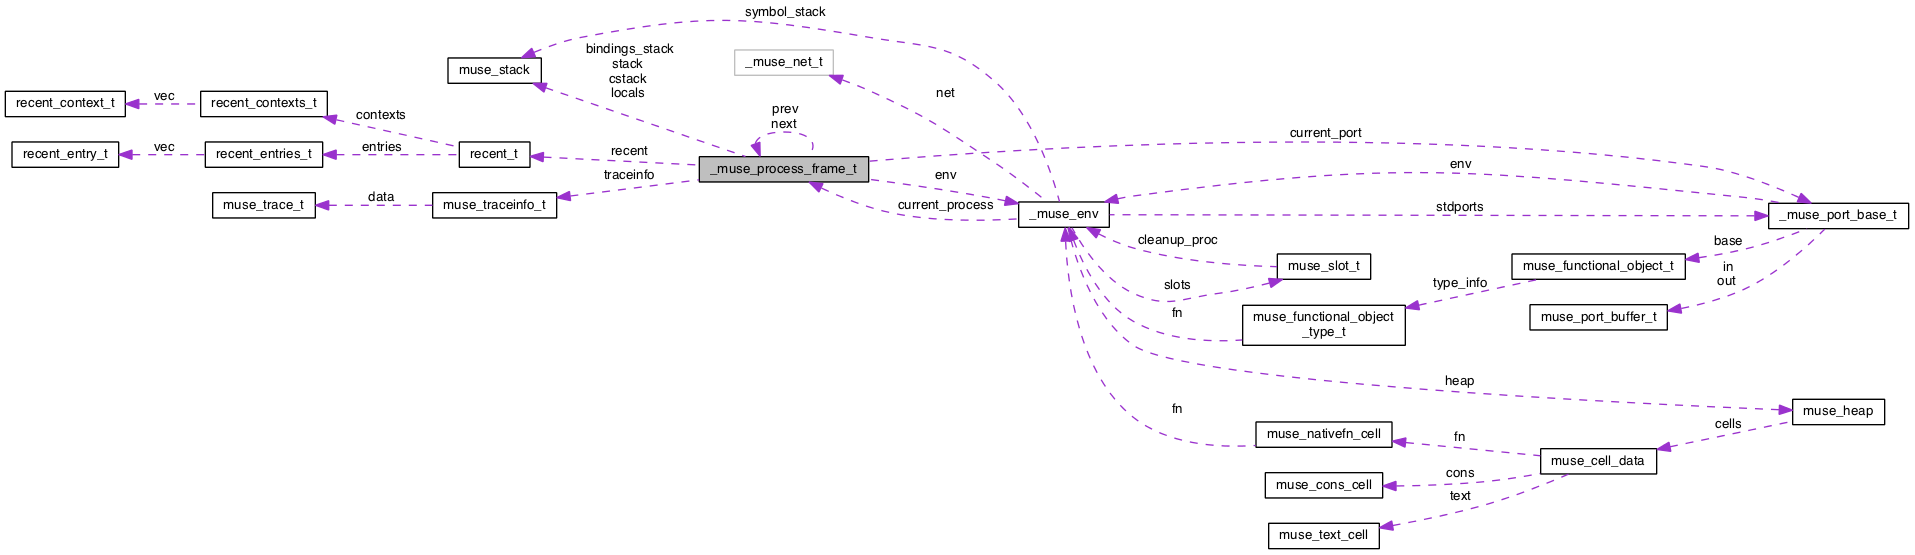 symbol_stack
bindings_stack
stack
cstack
locals
muse_stack
_muse_net_t
net
recent_context_t
vec
recent_contexts_t
contexts
prev
next
current_port
recent_entry_t
vec
recent_entries_t
entries
recent_t
recent
_muse_process_frame_t
env
env
traceinfo
muse_trace_t
data
muse_traceinfo_t
current_process
_muse_env
stdports
_muse_port_base_t
cleanup_proc
muse_slot_t
base
muse_functional_object_t
in
out
slots
type_info
fn
muse_functional_object
_type_t
muse_port_buffer_t
heap
muse_heap
fn
cells
muse_nativefn_cell
fn
muse_cell_data
cons
muse_cons_cell
text
muse_text_cell